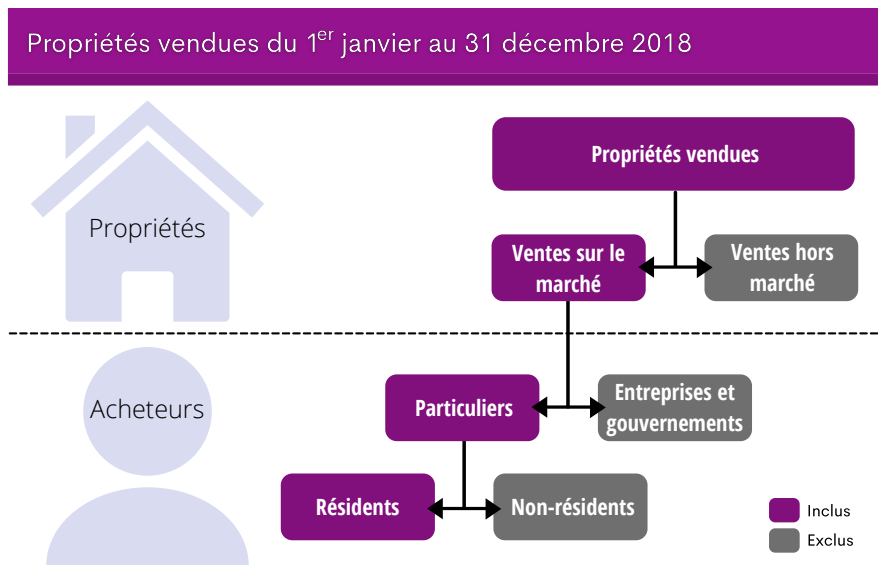 Propriétés vendues du 1er janvier au 31 décembre 2018
Propriétés vendues
Propriétés
Ventes sur le
marché
Ventes hors
marché
Acheteurs
Particuliers
Entreprises et
gouvernements
Résidents
Non-résidents
Inclus
Exclus